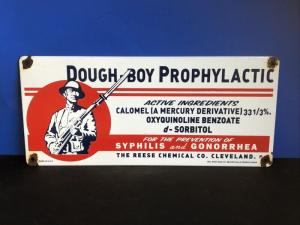 DOUGH-BOY PROPHYLACTIC
ACTIVE INGREDIENTS
CALOMEL (A MERCURY DERIVATIVE) 33 1/3%.
OXYQUINOLINE BENZOATE
d-SORBITOL
FOR THE PREVENTION OF
SYPHILIS and GONORRHEA
THE REESE CHEMICAL CO. CLEVELAND,